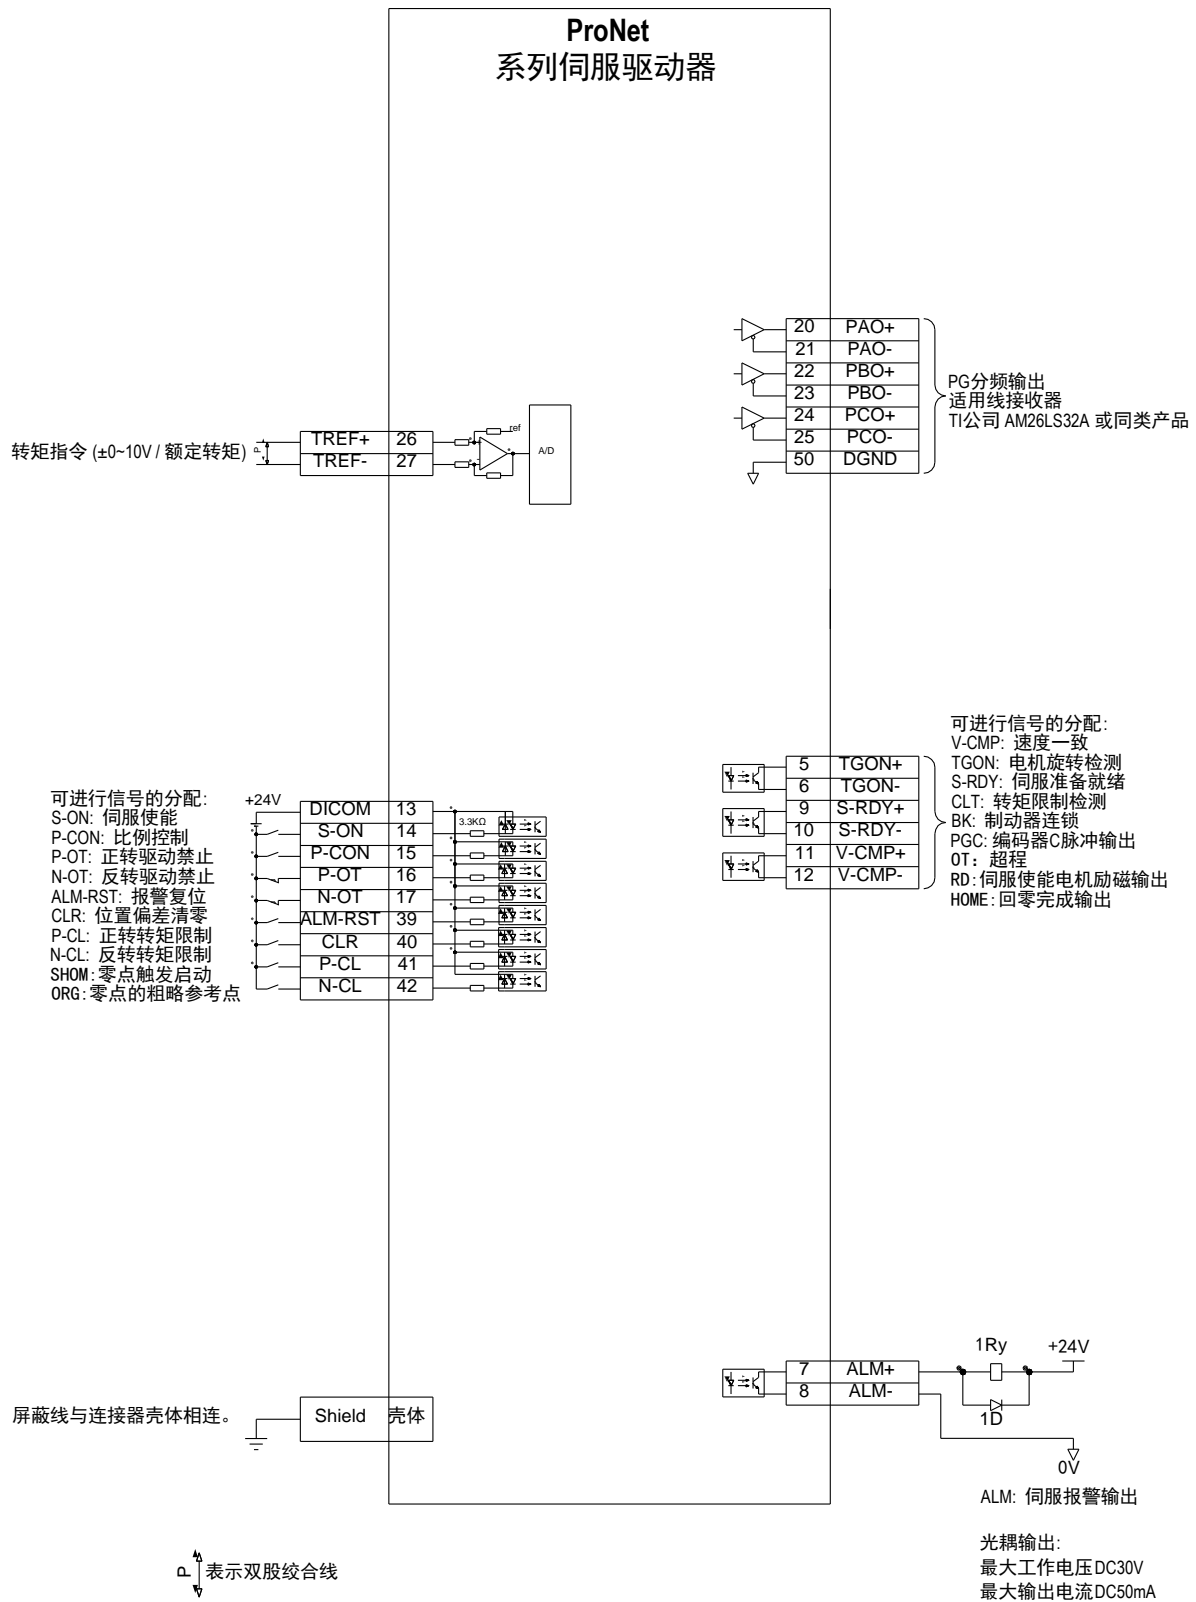 ProNet
系列伺服驱动器
20 PAO+
21 PAO-
22 PBO+
23 PBO-
24 PCO+
25 PCO-
50 DGND
PG分频输出
适用线接收器
TI公司 AM26LS32A 或同类产品
转矩指令 (±0~10V / 额定转矩)
P
TREF+ 26
TREF- 27
ref
A/D
可进行信号的分配:
S-ON: 伺服使能
P-CON: 比例控制
P-OT: 正转驱动禁止
N-OT: 反转驱动禁止
ALM-RST: 报警复位
CLR: 位置偏差清零
P-CL: 正转转矩限制
N-CL: 反转转矩限制
SHOM:零点触发启动
ORG:零点的粗略参考点
+24V
DICOM 13
S-ON 14
P-CON 15
P-OT 16
N-OT 17
ALM-RST 39
CLR 40
P-CL 41
N-CL 42
3.3KΩ
5 TGON+
6 TGON-
9 S-RDY+
10 S-RDY-
11 V-CMP+
12 V-CMP-
可进行信号的分配:
V-CMP: 速度一致
TGON: 电机旋转检测
S-RDY: 伺服准备就绪
CLT: 转矩限制检测
BK: 制动器连锁
PGC: 编码器C脉冲输出
OT: 超程
RD:伺服使能电机励磁输出
HOME:回零完成输出
屏蔽线与连接器壳体相连。
Shield 壳体
7 ALM+
8 ALM-
1Ry
+24V
1D
0V
ALM: 伺服报警输出
光耦输出:
最大工作电压DC30V
最大输出电流DC50mA
P 表示双股绞合线